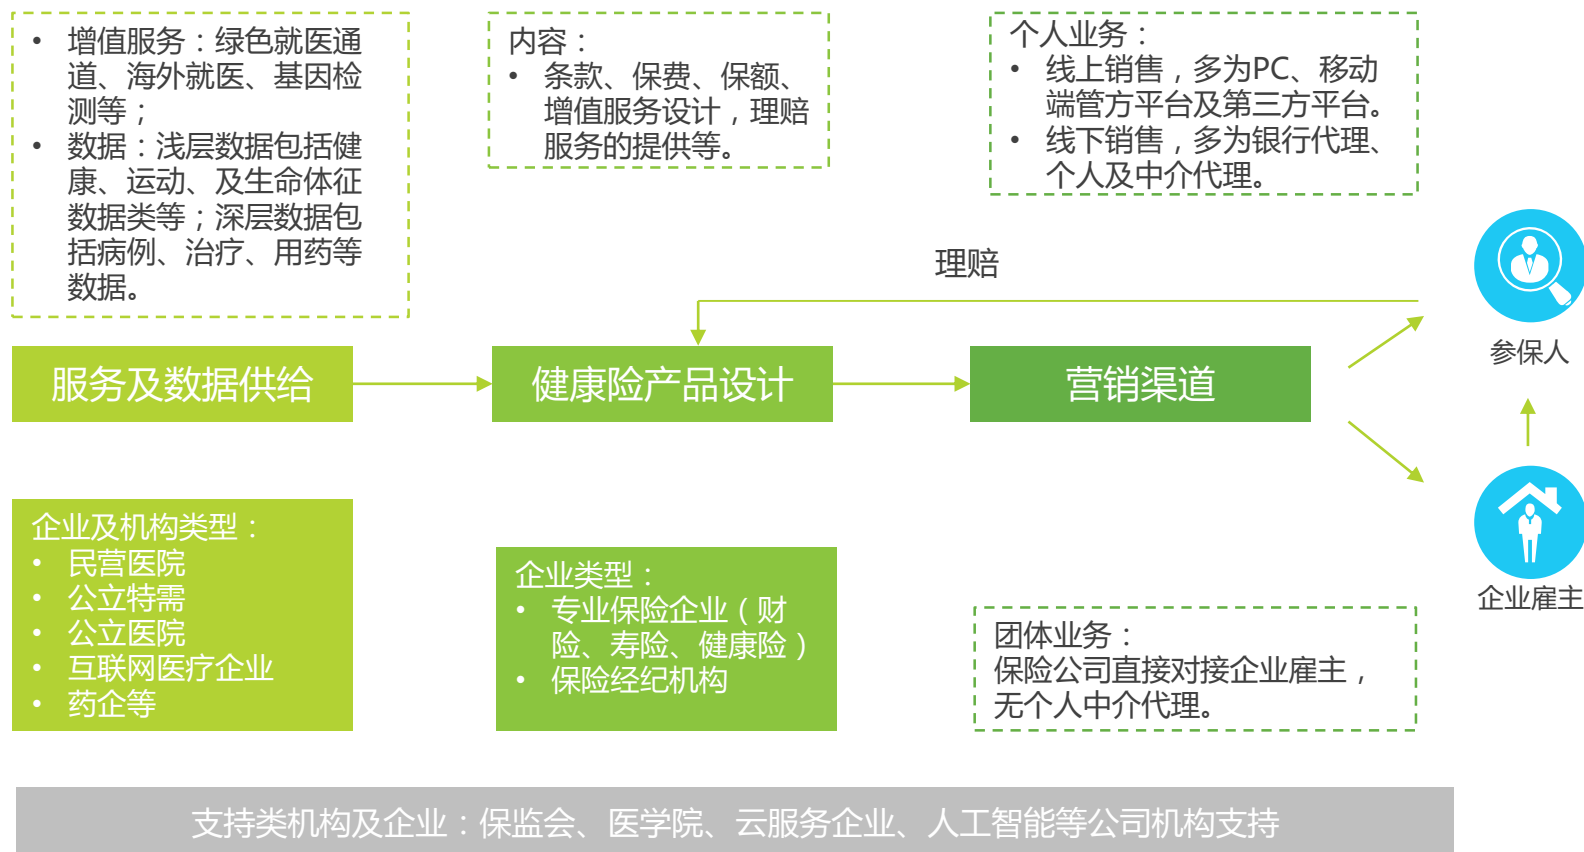 • 增值服务：绿色就医通
道、海外就医、基因检
测等；
• 数据：浅层数据包括健
康、运动、及生命体征
数据类等；深层数据包
括病例、治疗、用药等
数据。
内容：
• 条款、保费、保额、
增值服务设计，理赔
服务的提供等。
个人业务：
• 线上销售，多为PC、移动
端管方平台及第三方平台。
• 线下销售，多为银行代理、
个人及中介代理。
理赔
参保人
服务及数据供给
健康险产品设计
营销渠道
企业及机构类型：
• 民营医院
• 公立特需
• 公立医院
• 互联网医疗企业
• 药企等
企业类型：
• 专业保险企业（财
险、寿险、健康险）
• 保险经纪机构
企业雇主
团体业务：
保险公司直接对接企业雇主，
无个人中介代理。
支持类机构及企业：保监会、医学院、云服务企业、人工智能等公司机构支持